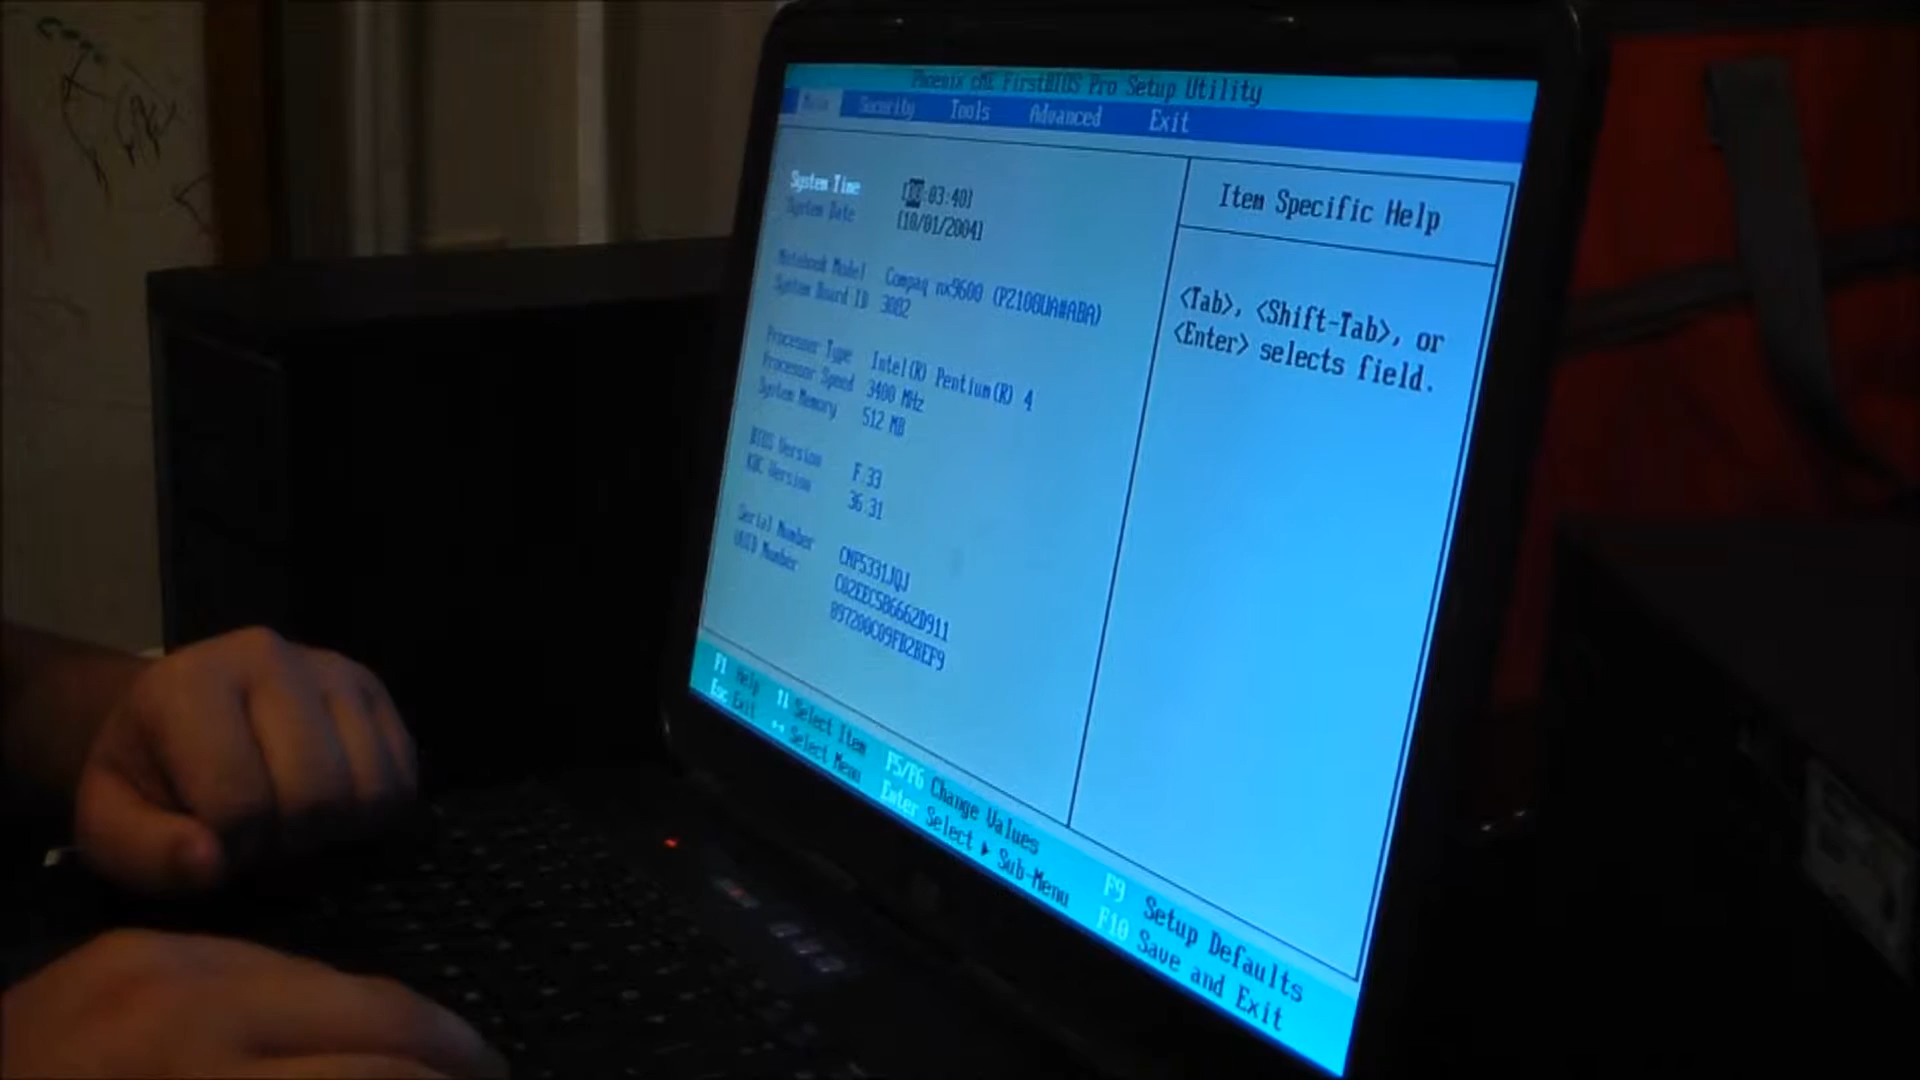 Phoenix cME FirstBIOS Pro Setup Utility
Main Security Tools Advanced Exit
System Time :03:40]
System Date [10/01/2004]
Notebook Model Compaq nx9600 (PZ108UA#ABA)
System Board ID 3082
Processor Type Intel(R) Pentium(R) 4
Processor Speed 3400 MHz
System Memory 512 MB
BIOS Version F.33
KBC Version 36.31
Serial Number CNF5331JQJ
UUID Number
Item Specific Help
<Tab>, <Shift-Tab>, or
<Enter> selects field.
F1 Help ↑↓ Select Item F5/F6 Change Values F9 Setup Defaults
Esc Exit ←→ Select Menu Enter Select ▶ Sub-Menu F10 Save and Exit